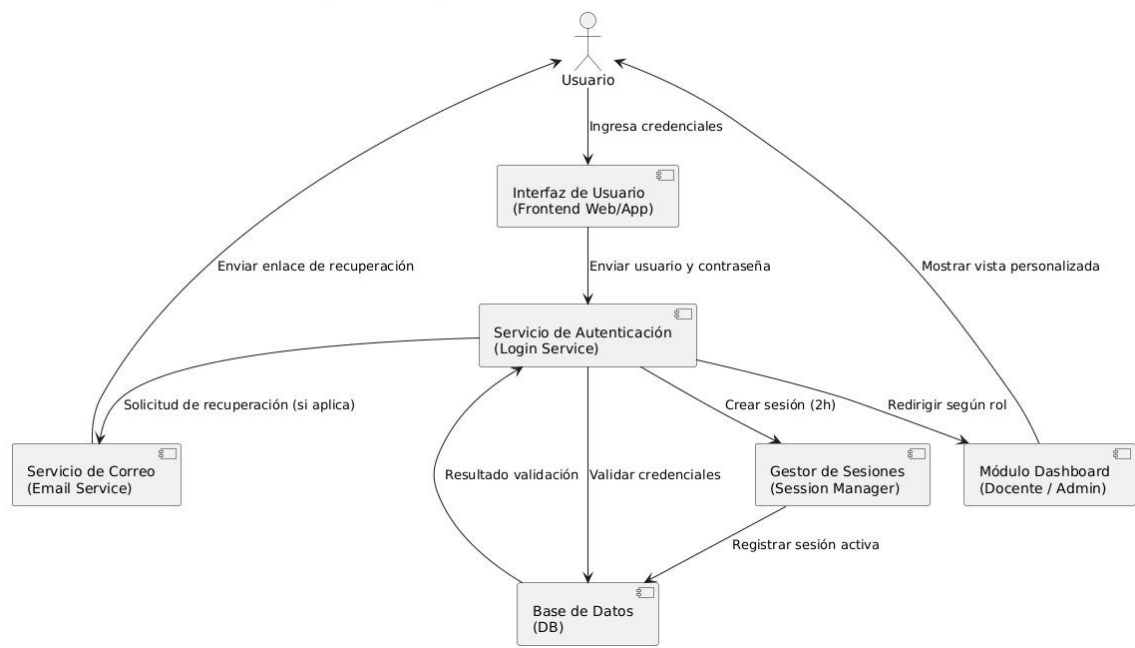 Usuario
Ingresa credenciales
Interfaz de Usuario
(Frontend Web/App)
Enviar enlace de recuperación
Enviar usuario y contraseña
Mostrar vista personalizada
Servicio de Autenticación
(Login Service)
Solicitud de recuperación (si aplica)
Crear sesión (2h)
Redirigir según rol
Servicio de Correo
(Email Service)
Resultado validación
Validar credenciales
Gestor de Sesiones
(Session Manager)
Módulo Dashboard
(Docente / Admin)
Registrar sesión activa
Base de Datos
(DB)